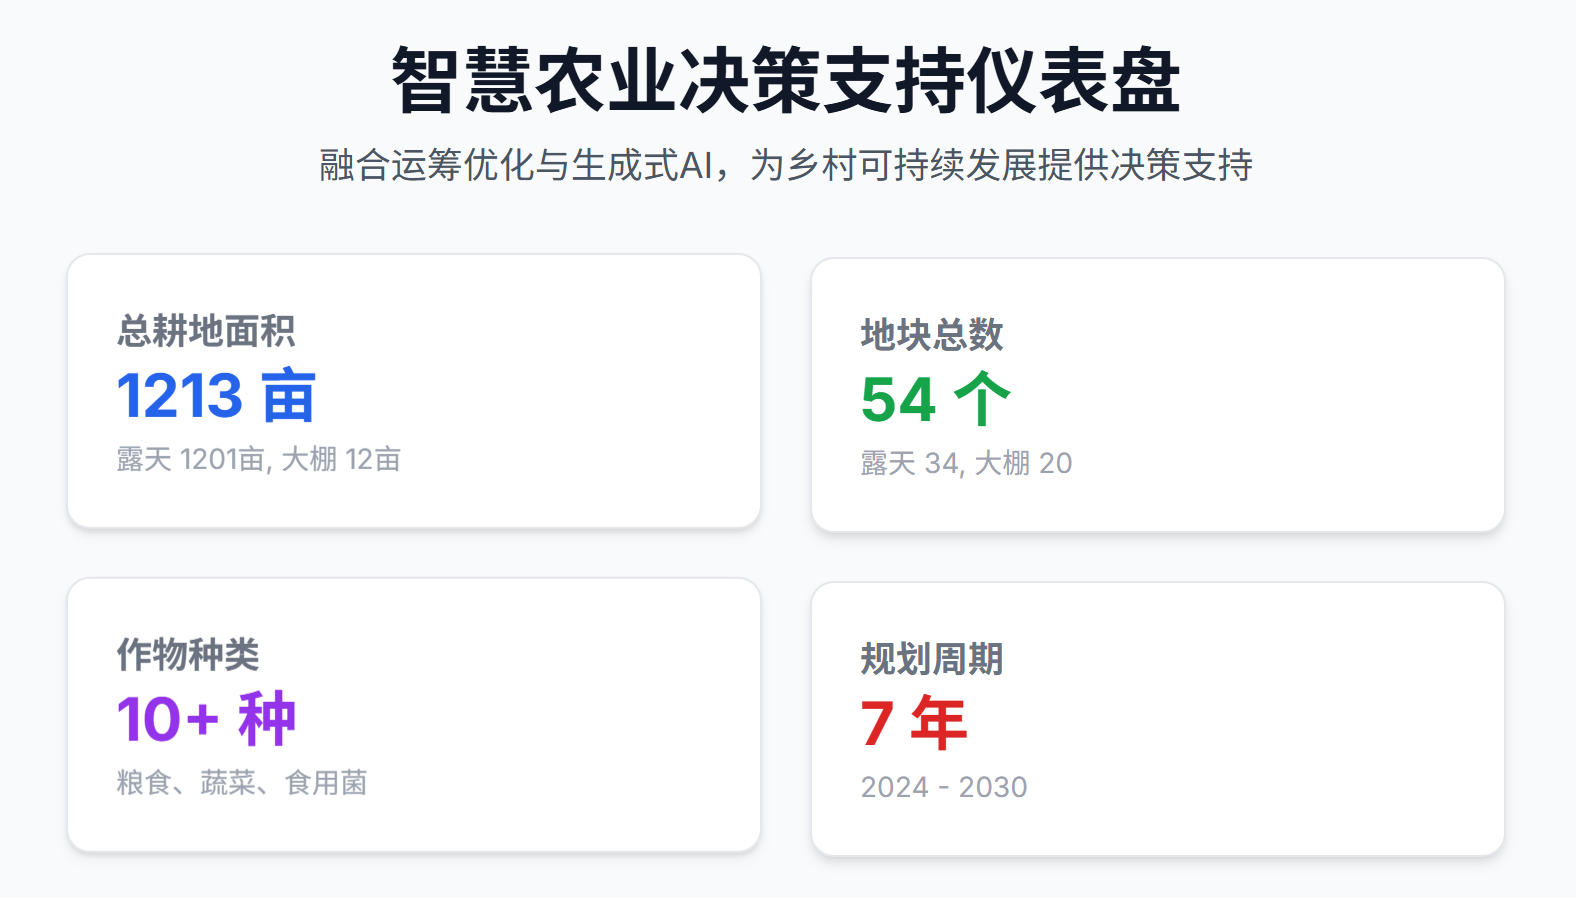 智慧农业决策支持仪表盘
融合运筹优化与生成式AI，为乡村可持续发展提供决策支持
总耕地面积
1213 亩
露天 1201亩, 大棚 12亩
地块总数
54 个
露天 34, 大棚 20
作物种类
10+ 种
粮食、蔬菜、食用菌
规划周期
7 年
2024 - 2030